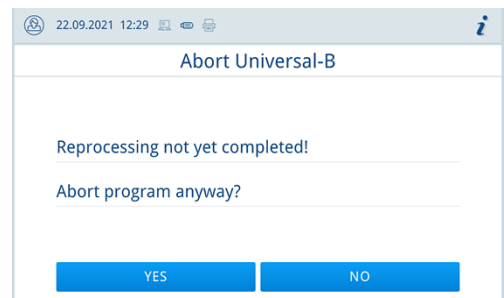 22.09.2021 12:29 i
Abort Universal-B
Reprocessing not yet completed!
Abort program anyway?
YES NO